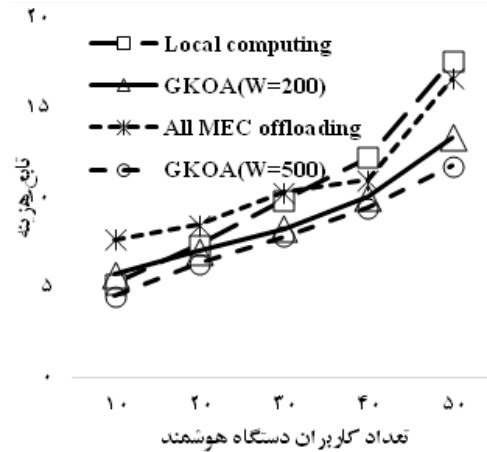 ۲۰
Local computing
GKOA(W=200)
۱۵
All MEC offloading
GKOA(W=500)
۱۰
تابع هزینه
۵
۰
۱۰ ۲۰ ۳۰ ۴۰ ۵۰
تعداد کاربران دستگاه هوشمند